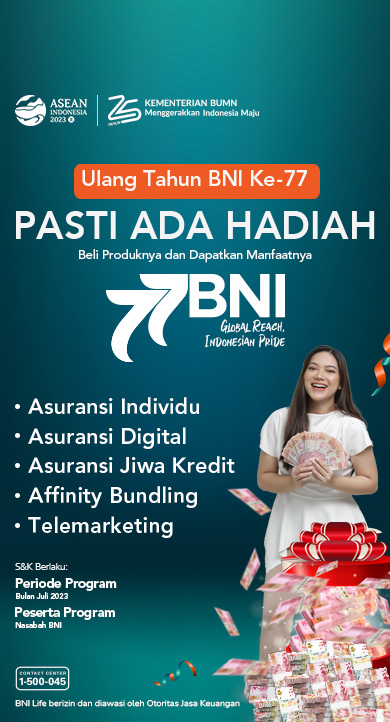 ASEAN
INDONESIA
2023
25
TAHUN
KEMENTERIAN BUMN
Menggerakkan Indonesia Maju
Ulang Tahun BNI Ke-77
PASTI ADA HADIAH
Beli Produknya dan Dapatkan Manfaatnya
77 BNI
GLOBAL REACH,
INDONESIAN PRIDE
• Asuransi Individu
• Asuransi Digital
• Asuransi Jiwa Kredit
• Affinity Bundling
• Telemarketing
S&K Berlaku:
Periode Program
Bulan Juli 2023
Peserta Program
Nasabah BNI
CONTACT CENTER
1-500-045
BNI Life berizin dan diawasi oleh Otoritas Jasa Keuangan